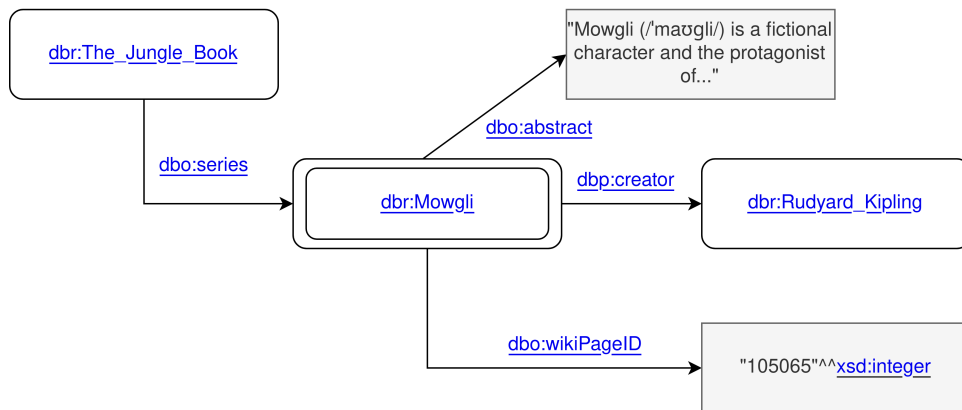 dbr:The_Jungle_Book
"Mowgli (/ˈmaʊɡli/) is a fictional
character and the protagonist
of..."
dbo:abstract
dbo:series
dbr:Mowgli
dbp:creator
dbr:Rudyard_Kipling
dbo:wikiPageID
"105065"^^xsd:integer